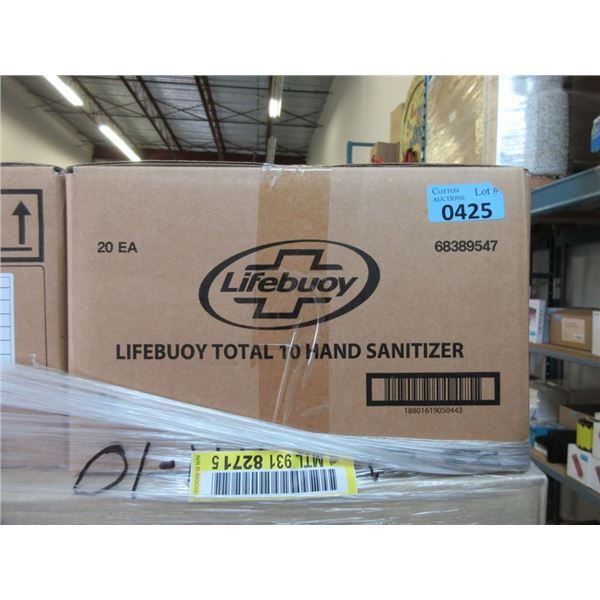 COTTON AUCTIONS Lot #
0425
20 EA
68389547
Lifebuoy
LIFEBUOY TOTAL 10 HAND SANITIZER
18801619050443
MTL 931 82715